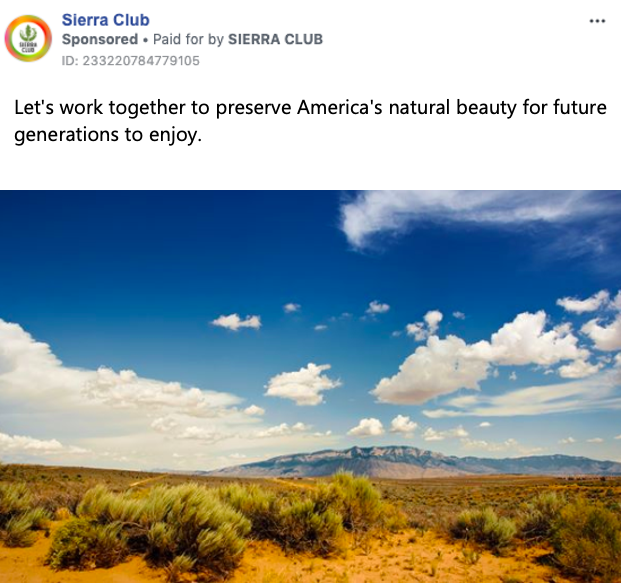 Sierra Club
Sponsored • Paid for by SIERRA CLUB
ID: 233220784779105
Let's work together to preserve America's natural beauty for future
generations to enjoy.
SIERRA
CLUB